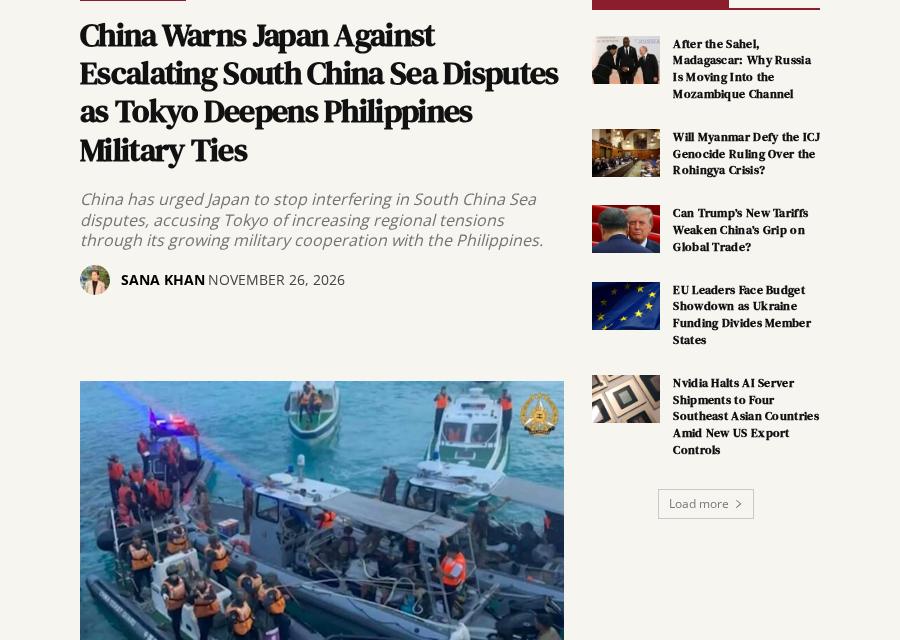 China Warns Japan Against
Escalating South China Sea Disputes
as Tokyo Deepens Philippines
Military Ties
China has urged Japan to stop interfering in South China Sea
disputes, accusing Tokyo of increasing regional tensions
through its growing military cooperation with the Philippines.
SANA KHAN NOVEMBER 26, 2026
After the Sahel,
Madagascar: Why Russia
Is Moving Into the
Mozambique Channel
Will Myanmar Defy the ICJ
Genocide Ruling Over the
Rohingya Crisis?
Can Trump's New Tariffs
Weaken China's Grip on
Global Trade?
EU Leaders Face Budget
Showdown as Ukraine
Funding Divides Member
States
Nvidia Halts AI Server
Shipments to Four
Southeast Asian Countries
Amid New US Export
Controls
Load more